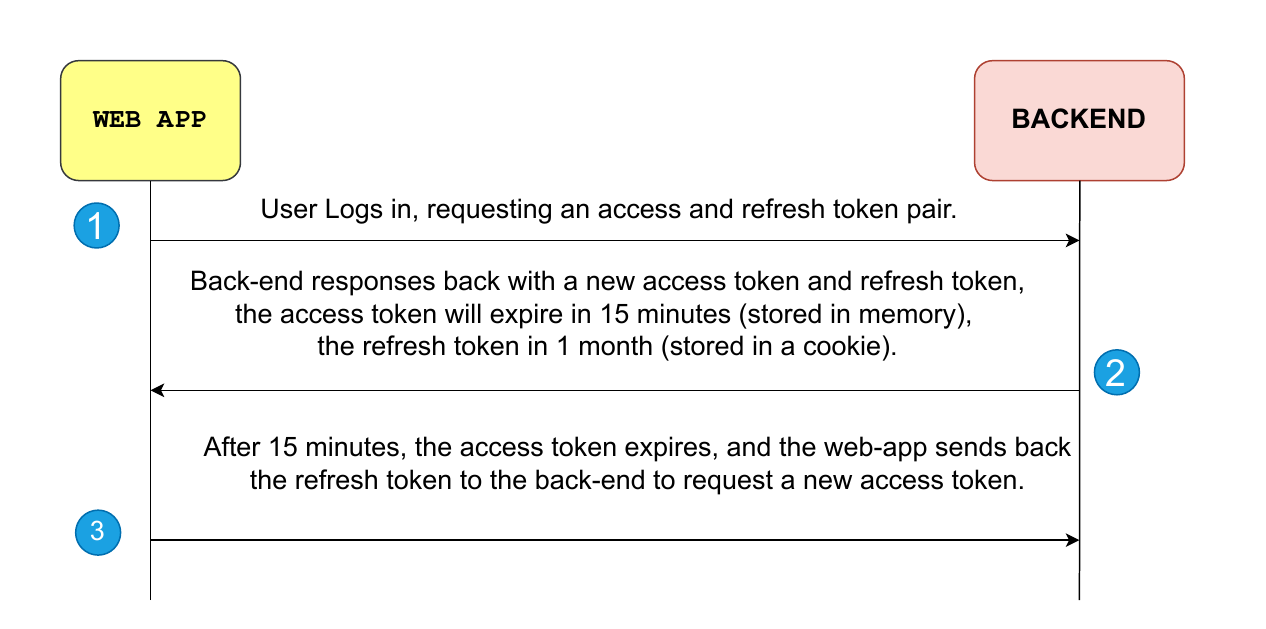 WEB APP
BACKEND
1
User Logs in, requesting an access and refresh token pair.
Back-end responses back with a new access token and refresh token,
the access token will expire in 15 minutes (stored in memory),
the refresh token in 1 month (stored in a cookie).
2
After 15 minutes, the access token expires, and the web-app sends back
the refresh token to the back-end to request a new access token.
3